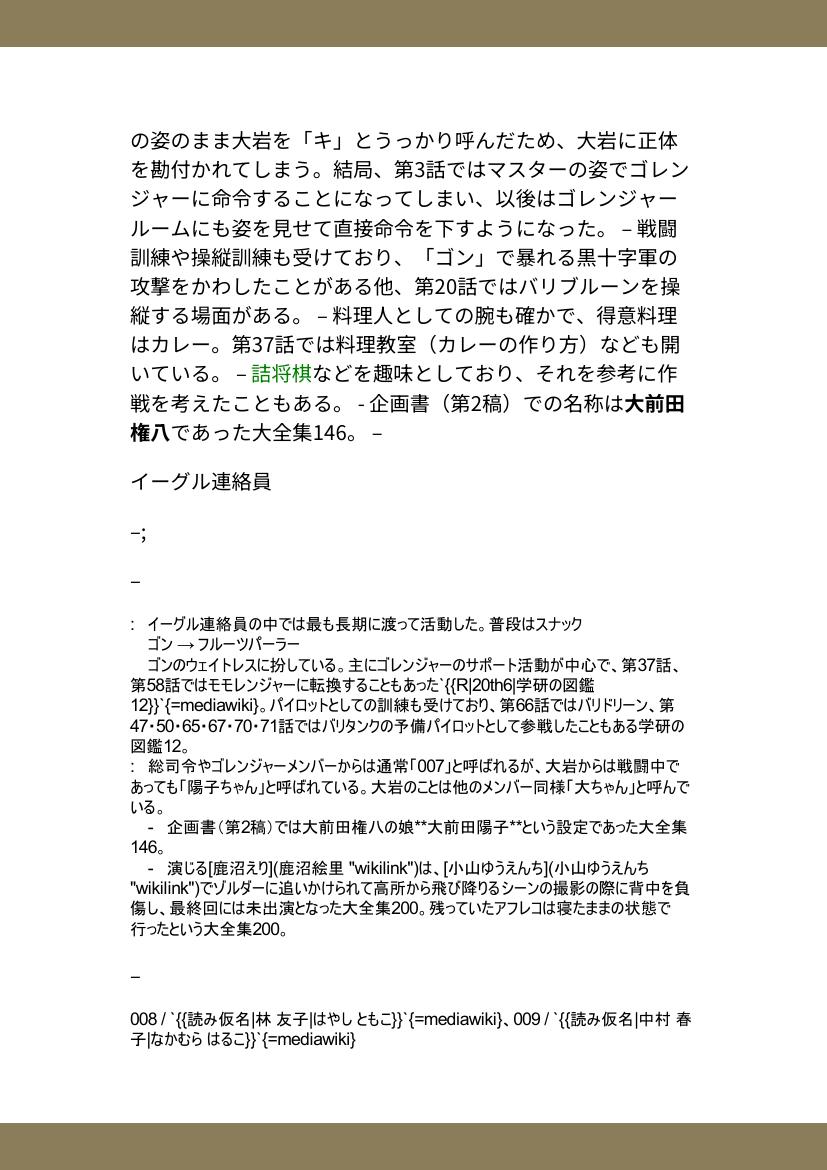 の姿のまま大岩を「キ」とうっかり呼んだため、大岩に正体
を勘付かれてしまう。結局、第3話ではマスターの姿でゴレン
ジャーに命令することになってしまい、以後はゴレンジャー
ルームにも姿を見せて直接命令を下すようになった。 – 戦闘
訓練や操縦訓練も受けており、「ゴン」で暴れる黒十字軍の
攻撃をかわしたことがある他、第20話ではバリブルーンを操
縦する場面がある。 – 料理人としての腕も確かで、得意料理
はカレー。第37話では料理教室（カレーの作り方）なども開
いている。 – 詰将棋などを趣味としており、それを参考に作
戦を考えたこともある。 - 企画書（第2稿）での名称は大前田
権八であった大全集146。 –
イーグル連絡員
–;
–
: イーグル連絡員の中では最も長期に渡って活動した。普段はスナック
ゴン → フルーツパーラー
ゴンのウェイトレスに扮している。主にゴレンジャーのサポート活動が中心で、第37話、
第58話ではモモレンジャーに転換することもあった`{{R|20th6|学研の図鑑
12}}`{=mediawiki}。パイロットとしての訓練も受けており、第66話ではバリドリーン、第
47・50・65・67・70・71話ではバリタンクの予備パイロットとして参戦したこともある学研の
図鑑12。
: 総司令やゴレンジャーメンバーからは通常「007」と呼ばれるが、大岩からは戦闘中で
あっても「陽子ちゃん」と呼ばれている。大岩のことは他のメンバー同様「大ちゃん」と呼んで
いる。
- 企画書（第2稿）では大前田権八の娘**大前田陽子**という設定であった大全集
146。
- 演じる[鹿沼えり](鹿沼絵里 "wikilink")は、[小山ゆうえんち](小山ゆうえんち
"wikilink")でゾルダーに追いかけられて高所から飛び降りるシーンの撮影の際に背中を負
傷し、最終回には未出演となった大全集200。残っていたアフレコは寝たままの状態で
行ったという大全集200。
–
008 / `{{読み仮名|林 友子|はやし ともこ}}`{=mediawiki}、009 / `{{読み仮名|中村 春
子|なかむら はるこ}}`{=mediawiki}